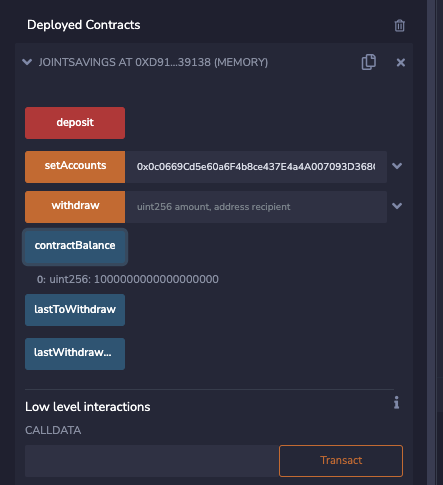 Deployed Contracts
JOINTSAVINGS AT 0XD91...39138 (MEMORY)
deposit
setAccounts 0x0c0669Cd5e60a6F4b8ce437E4a4A007093D368
withdraw uint256 amount, address recipient
contractBalance
0: uint256: 1000000000000000000
lastToWithdraw
lastWithdraw...
Low level interactions
CALLDATA
Transact